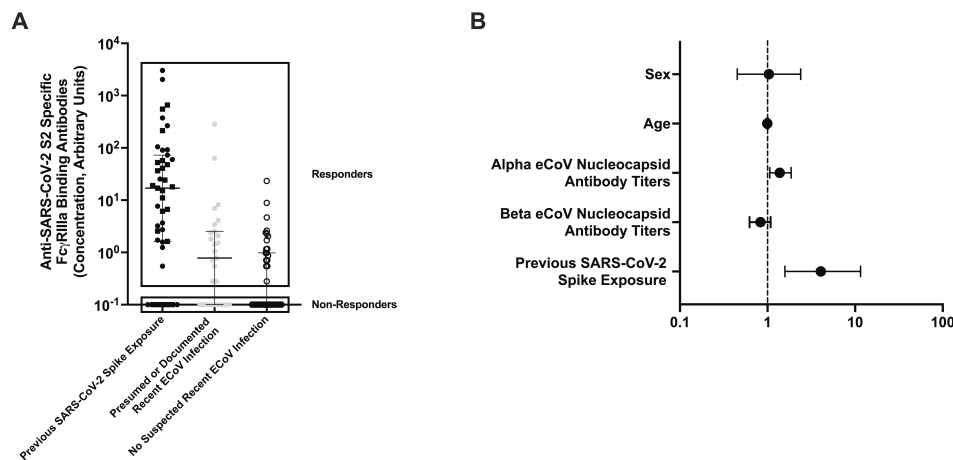 A
Anti-SARS-CoV-2 S2 Specific
FcγRIIIa Binding Antibodies
(Concentration, Arbitrary Units)
10⁴
10³
10²
10¹
10⁰
10⁻¹
Responders
Non-Responders
Previous SARS-CoV-2 Spike Exposure
Presumed or Documented
Recent ECoV Infection
No Suspected Recent ECoV Infection
B
Sex
Age
Alpha eCoV Nucleocapsid
Antibody Titers
Beta eCoV Nucleocapsid
Antibody Titers
Previous SARS-CoV-2
Spike Exposure
0.1
1
10
100